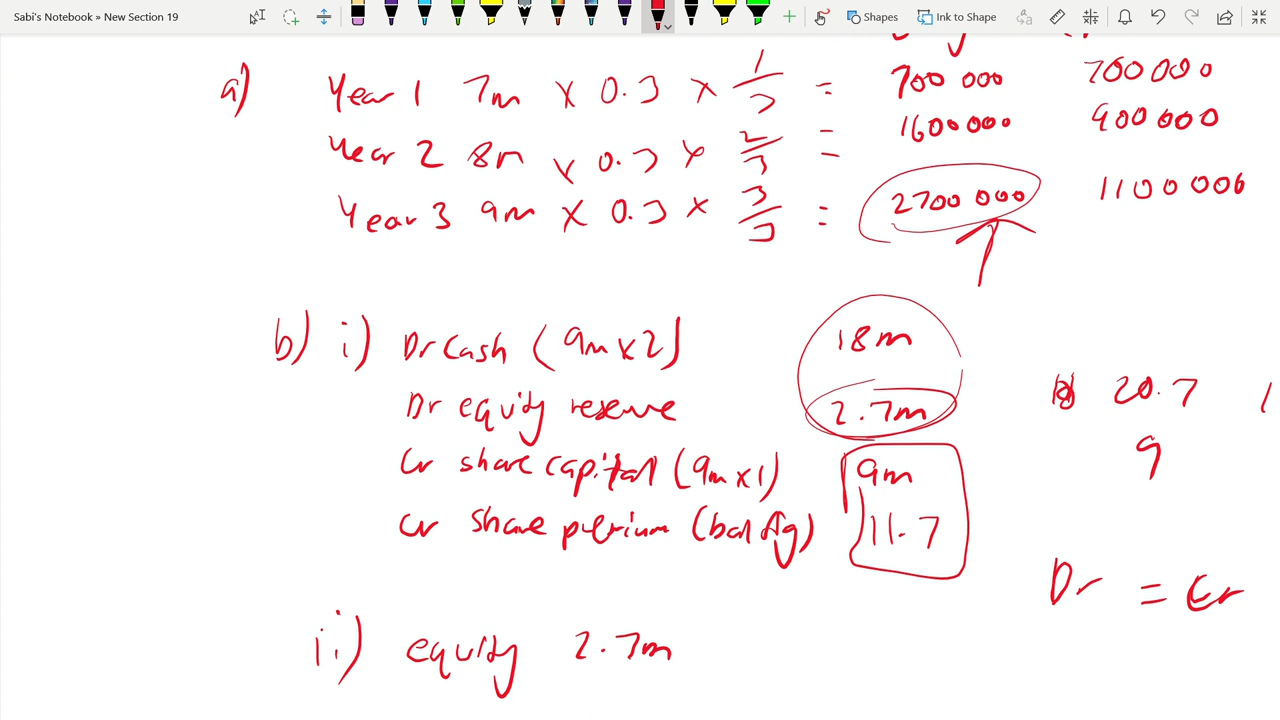 Sabi's Notebook » New Section 19
Shapes
Ink to Shape
a) Year 1 7m × 0.3 × 1/3 = 700 000 700 000
Year 2 8m × 0.3 × 2/3 = 1600 000 900 000
Year 3 9m × 0.3 × 3/3 = 2700 000 1100 000
b) i) Dr Cash (9m × 2) 18m
Dr equity reserve 2.7m
20.7
Cr share capital (9m × 1) 9m
9
Cr share premium (bal fig) 11.7
Dr = Cr
ii) equity 2.7m